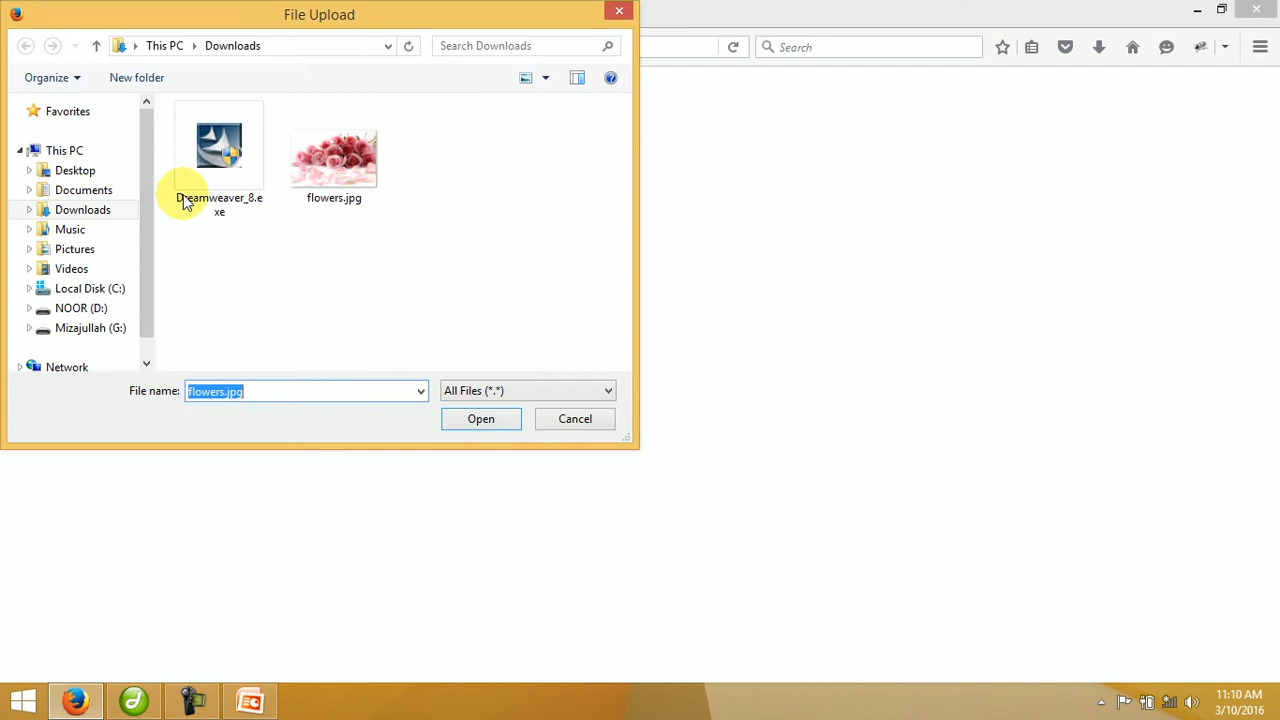 File Upload
This PC
Downloads
Search Downloads
Search
Organize
New folder
Favorites
This PC
Desktop
Documents
Downloads
Music
Pictures
Videos
Local Disk (C:)
NOOR (D:)
Mizajullah (G:)
Network
Dreamweaver_8.e
xe
flowers.jpg
File name:
flowers.jpg
All Files (*.*)
Open
Cancel
11:10 AM
3/10/2016